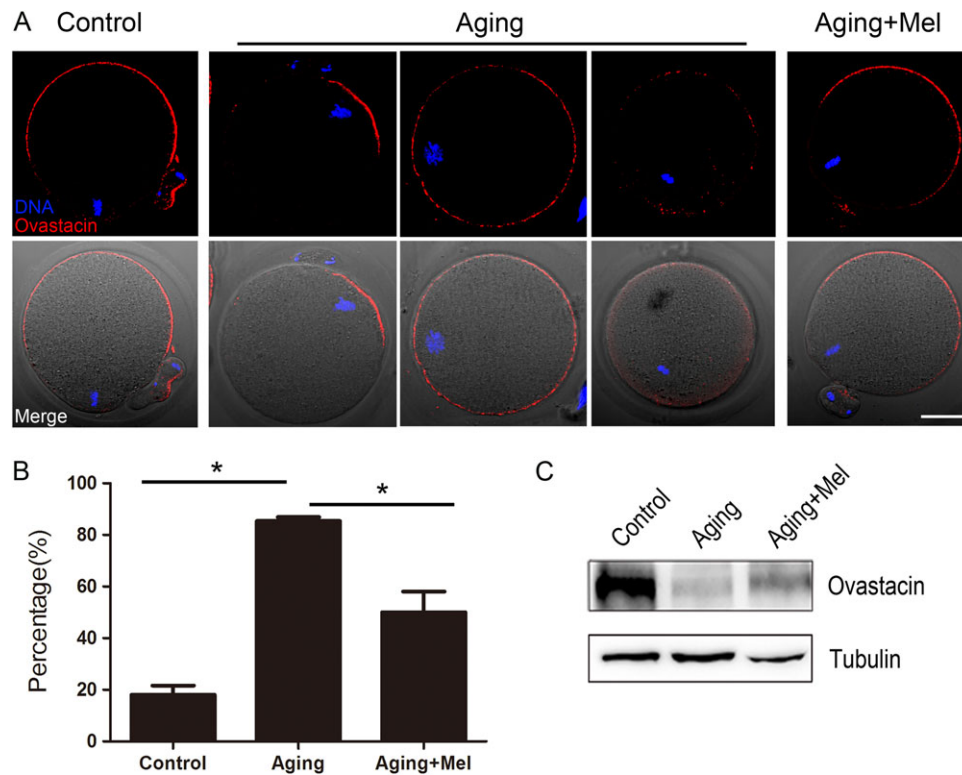 A Control Aging Aging+Mel
DNA
Ovastacin
Merge
B
Percentage(%)
100
80
60
40
20
0
* *
Control Aging Aging+Mel
C
Control Aging Aging+Mel
Ovastacin
Tubulin